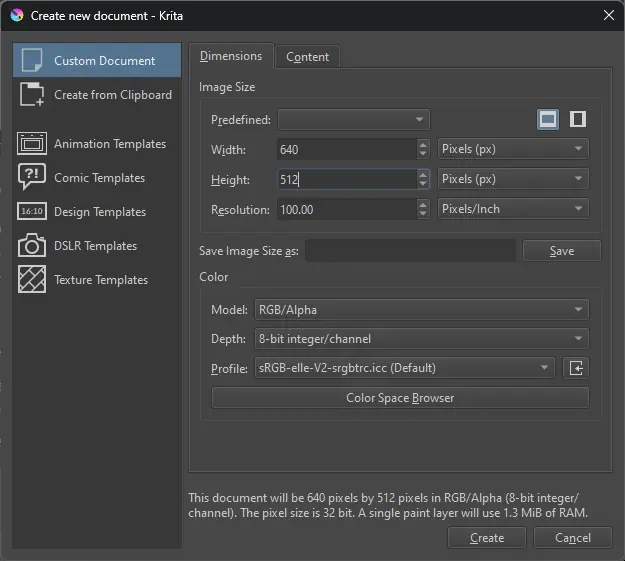 Create new document - Krita
Custom Document
Create from Clipboard
Animation Templates
?!
Comic Templates
16:10
Design Templates
DSLR Templates
Texture Templates
Dimensions
Content
Image Size
Predefined:
Width: 640 Pixels (px)
Height: 512 Pixels (px)
Resolution: 100.00 Pixels/Inch
Save Image Size as: Save
Color
Model: RGB/Alpha
Depth: 8-bit integer/channel
Profile: sRGB-elle-V2-srgbtrc.icc (Default)
Color Space Browser
This document will be 640 pixels by 512 pixels in RGB/Alpha (8-bit integer/
channel). The pixel size is 32 bit. A single paint layer will use 1.3 MiB of RAM.
Create Cancel